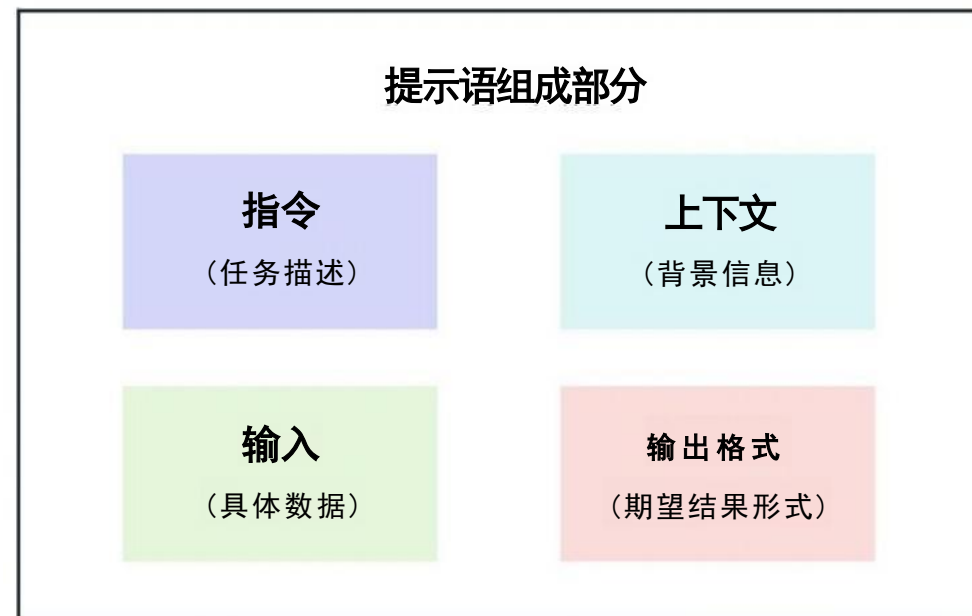 提示语组成部分
指令
（任务描述）
上下文
（背景信息）
输入
（具体数据）
输出格式
（期望结果形式）